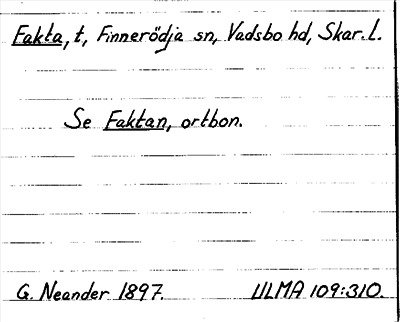 Fakta, t, Finnerödja sn, Vadsbo hd, Skar. l.
Se Faktan, ortbon.
G. Neander 1897. ULMA 109:310.